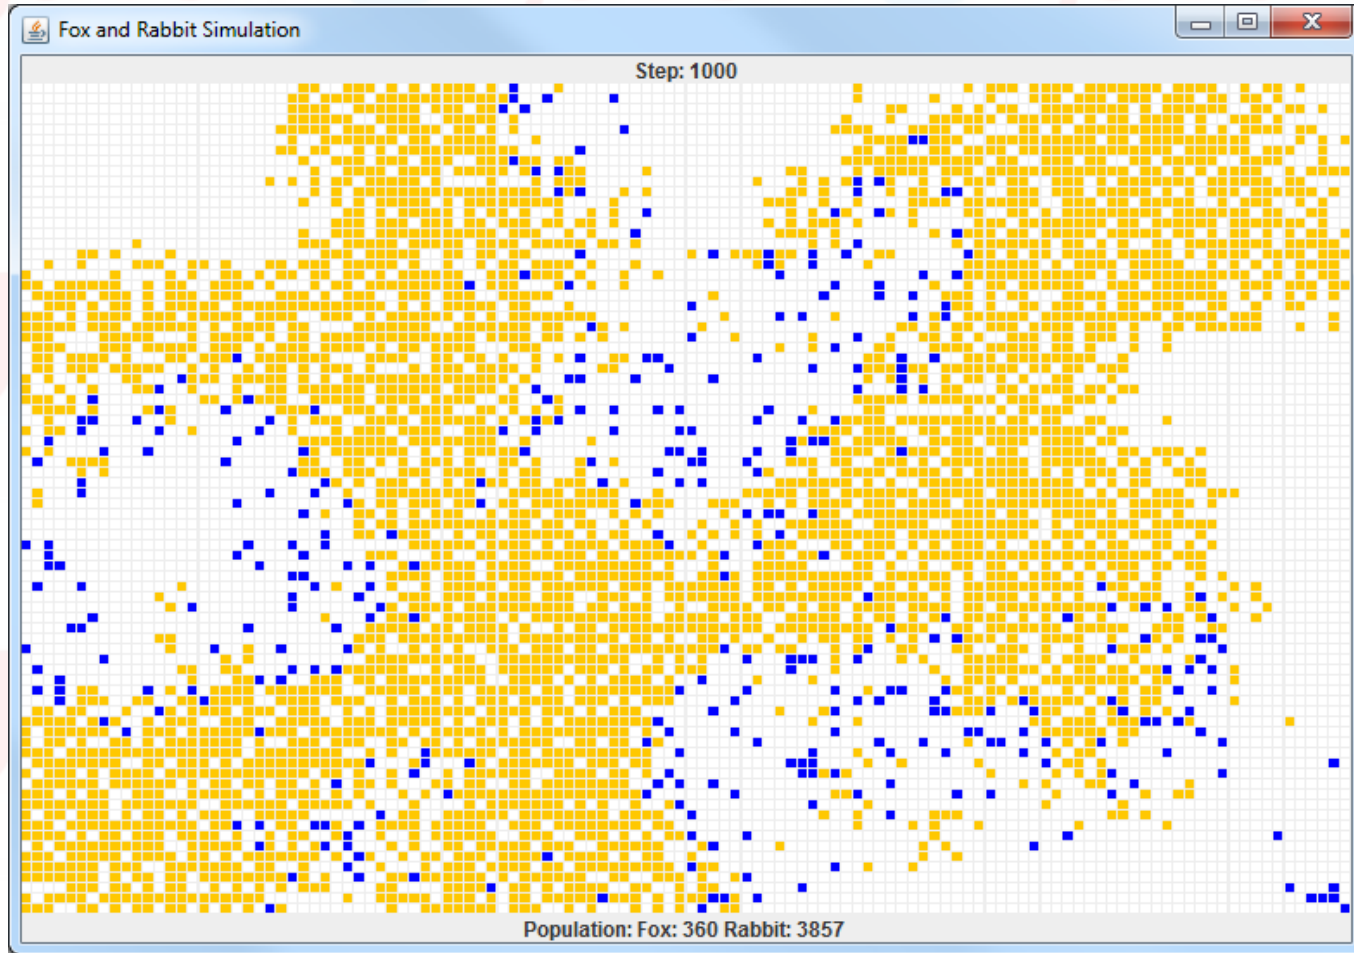 Fox and Rabbit Simulation
Step: 1000
Population: Fox: 360 Rabbit: 3857